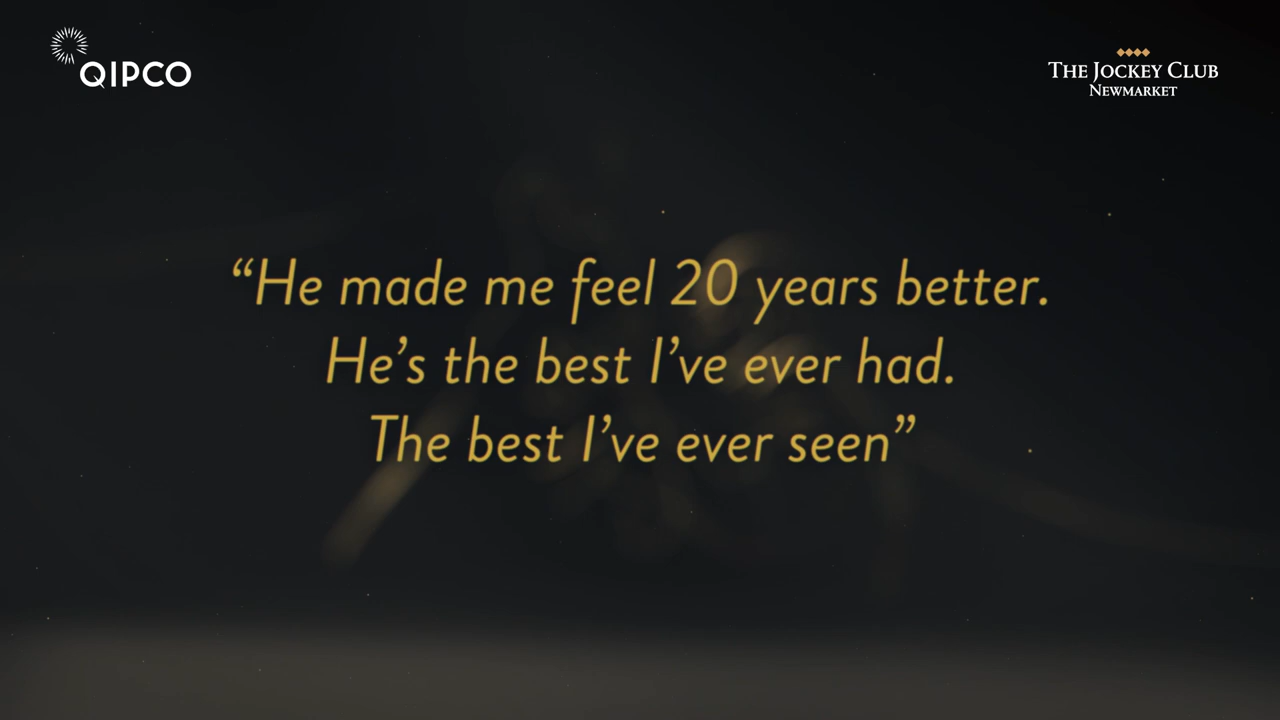 QIPCO
THE JOCKEY CLUB
NEWMARKET
“He made me feel 20 years better.
He’s the best I’ve ever had.
The best I’ve ever seen”